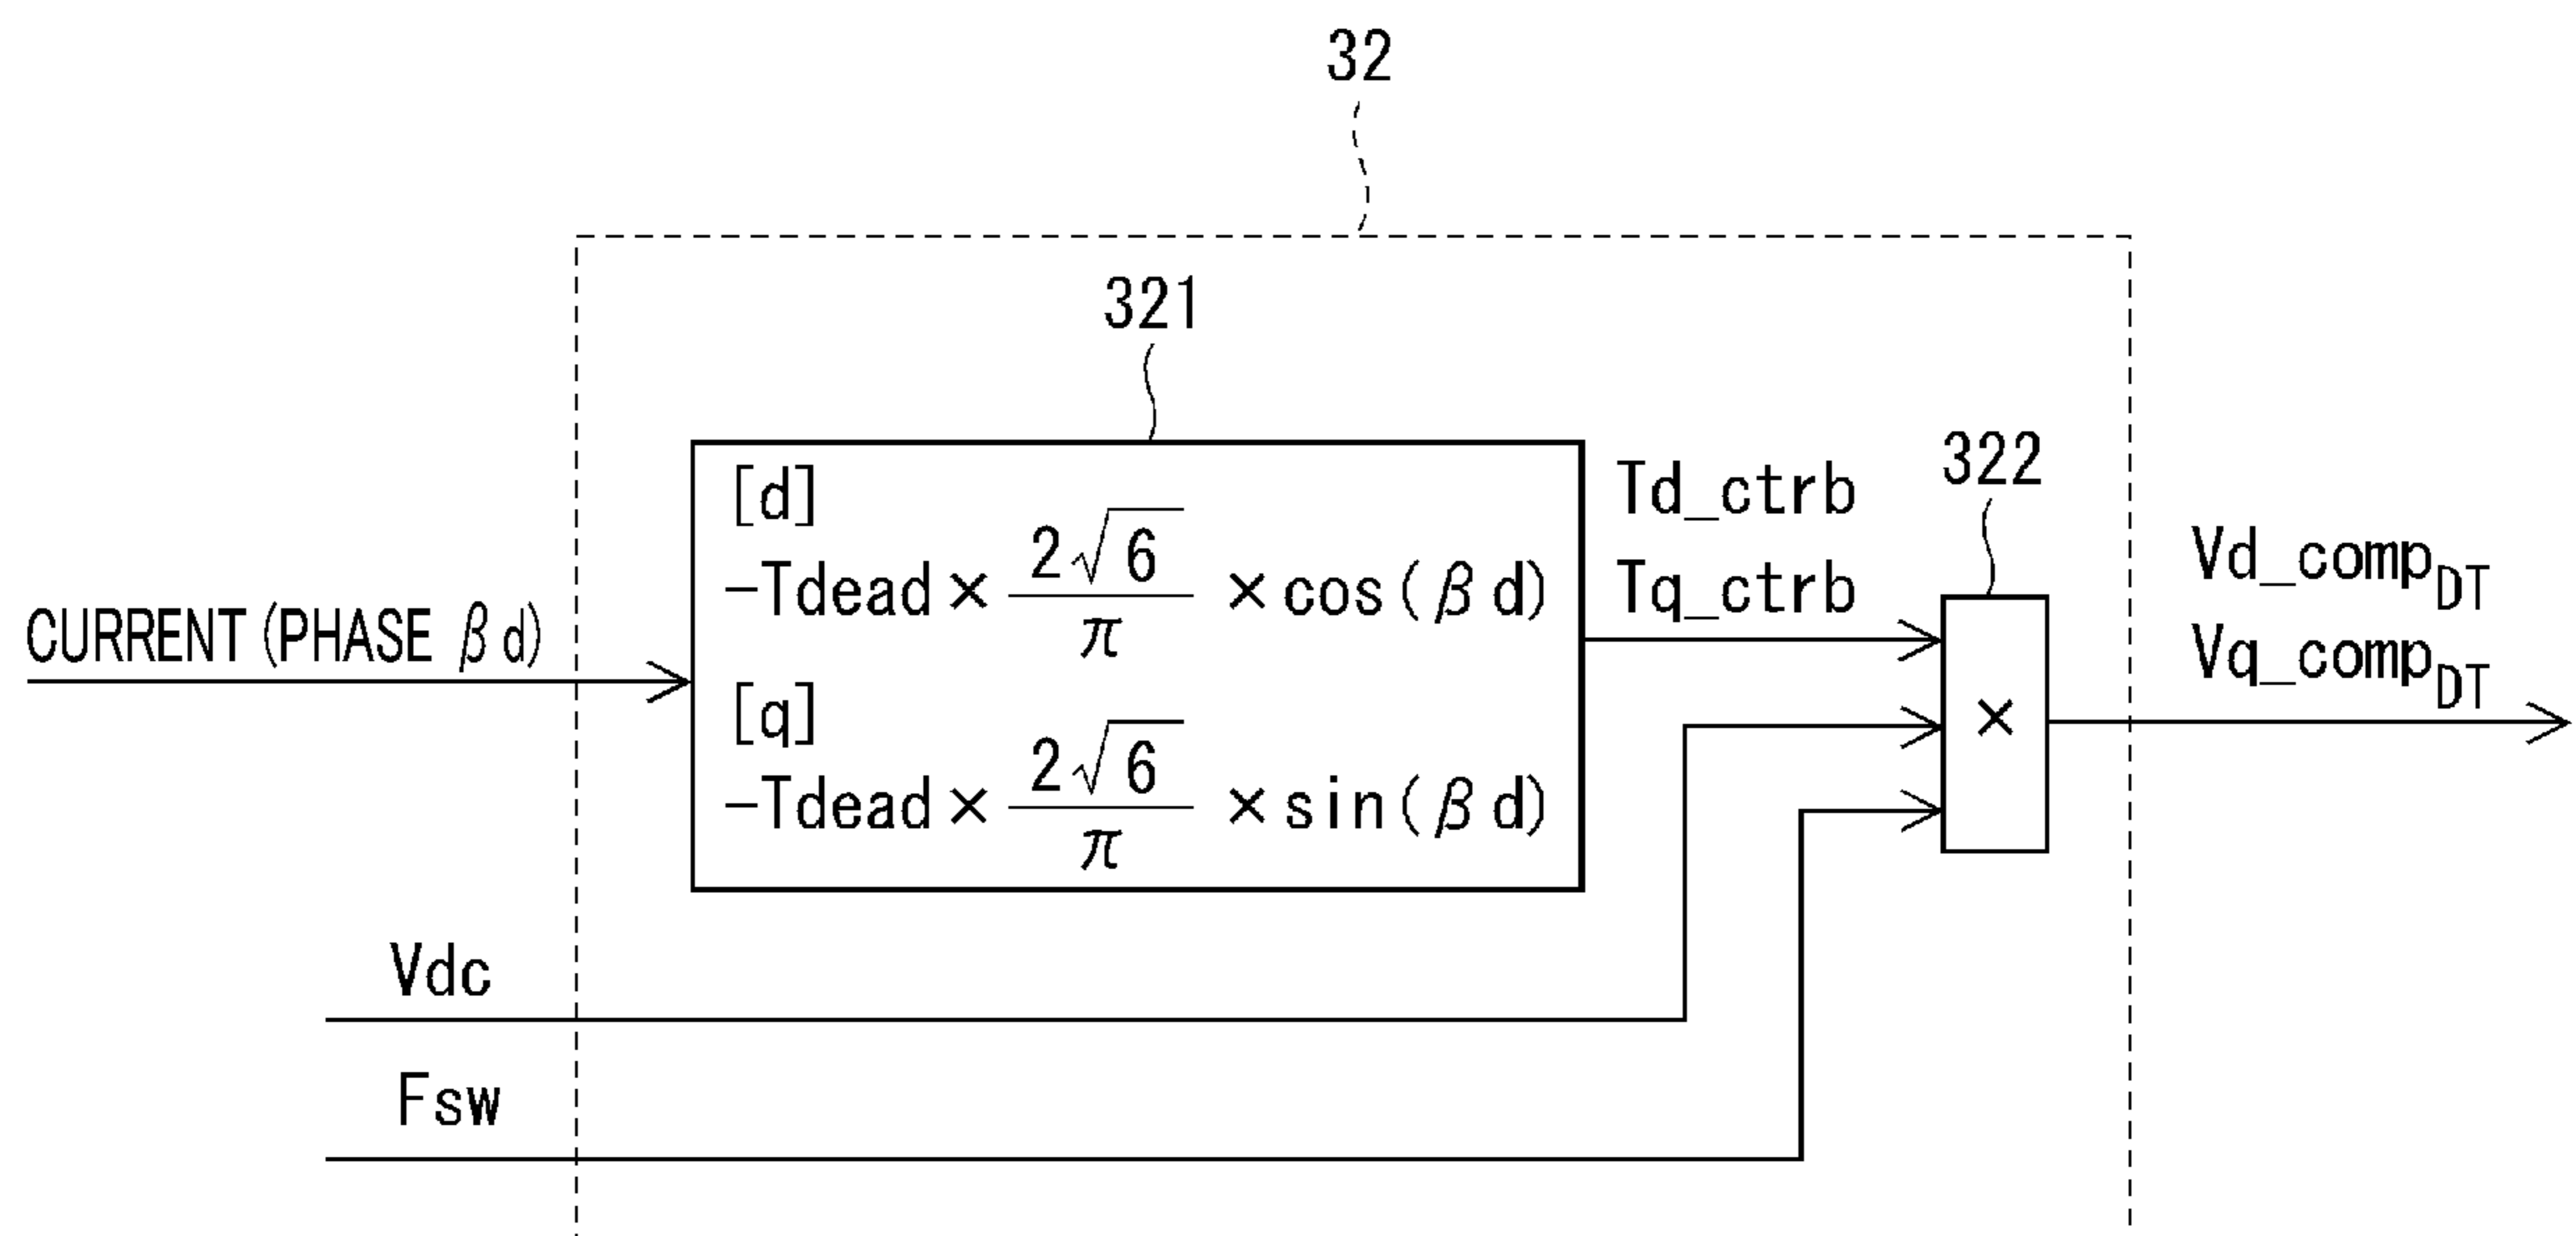 32
321
322
[d]
-Tdead × 2√6/π × cos(βd)
[q]
-Tdead × 2√6/π × sin(βd)
Td_ctrb
Tq_ctrb
×
Vd_compDT
Vq_compDT
CURRENT (PHASE βd)
Vdc
Fsw